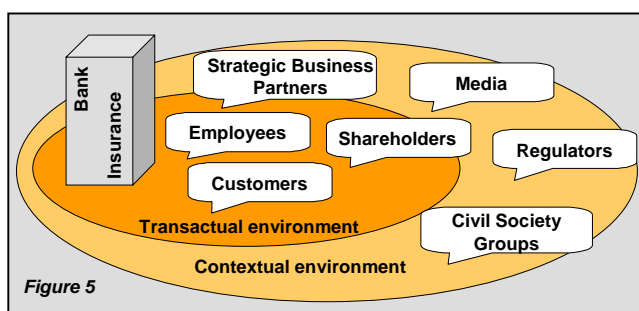 Bank
Insurance
Strategic Business
Partners
Media
Employees
Shareholders
Regulators
Customers
Transactual environment
Civil Society
Groups
Contextual environment
Figure 5